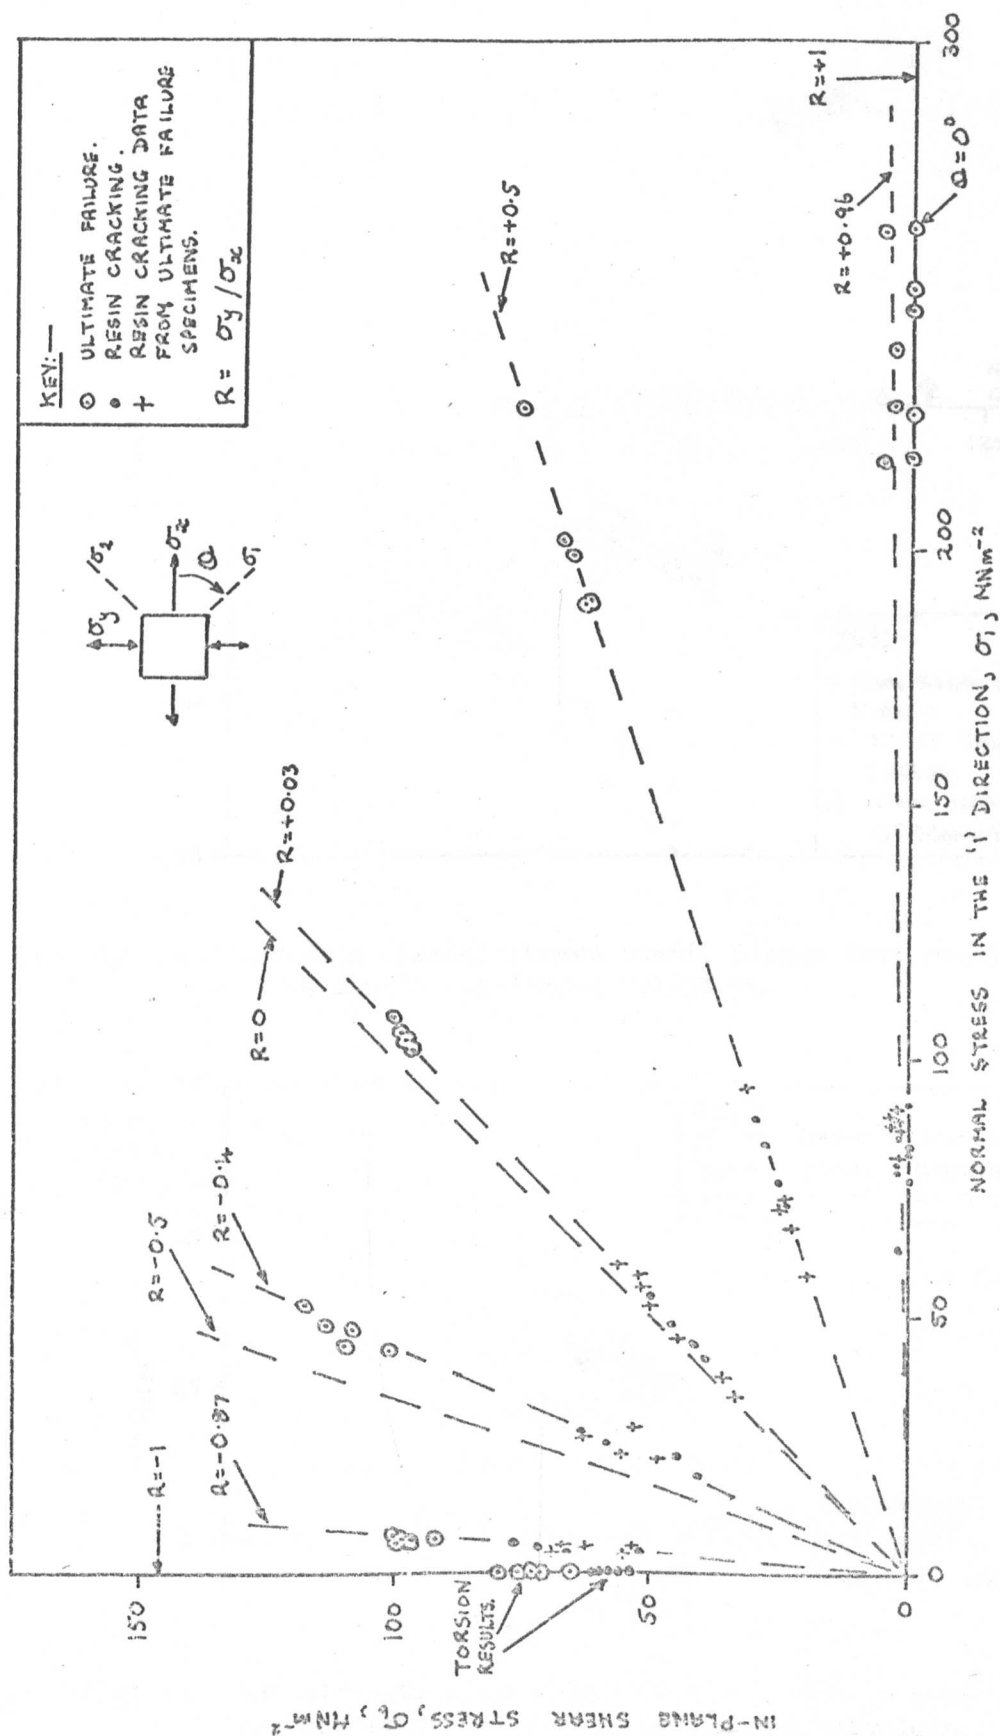 KEY:—
⊙ ULTIMATE FAILURE.
• RESIN CRACKING.
+ RESIN CRACKING DATA
FROM ULTIMATE FAILURE
SPECIMENS.
R = σy/σx
σy
σ2
σx
θ
σ1
R=-1
R=-0.87
R=-0.5
R=-0.4
R=0
R=+0.03
R=+0.5
R=+0.96
R=+1
θ=0°
TORSION
RESULTS.
150
100
50
0
0
50
100
150
200
300
IN-PLANE SHEAR STRESS, σ6, MNm-2
NORMAL STRESS IN THE '1' DIRECTION, σ1, MNm-2